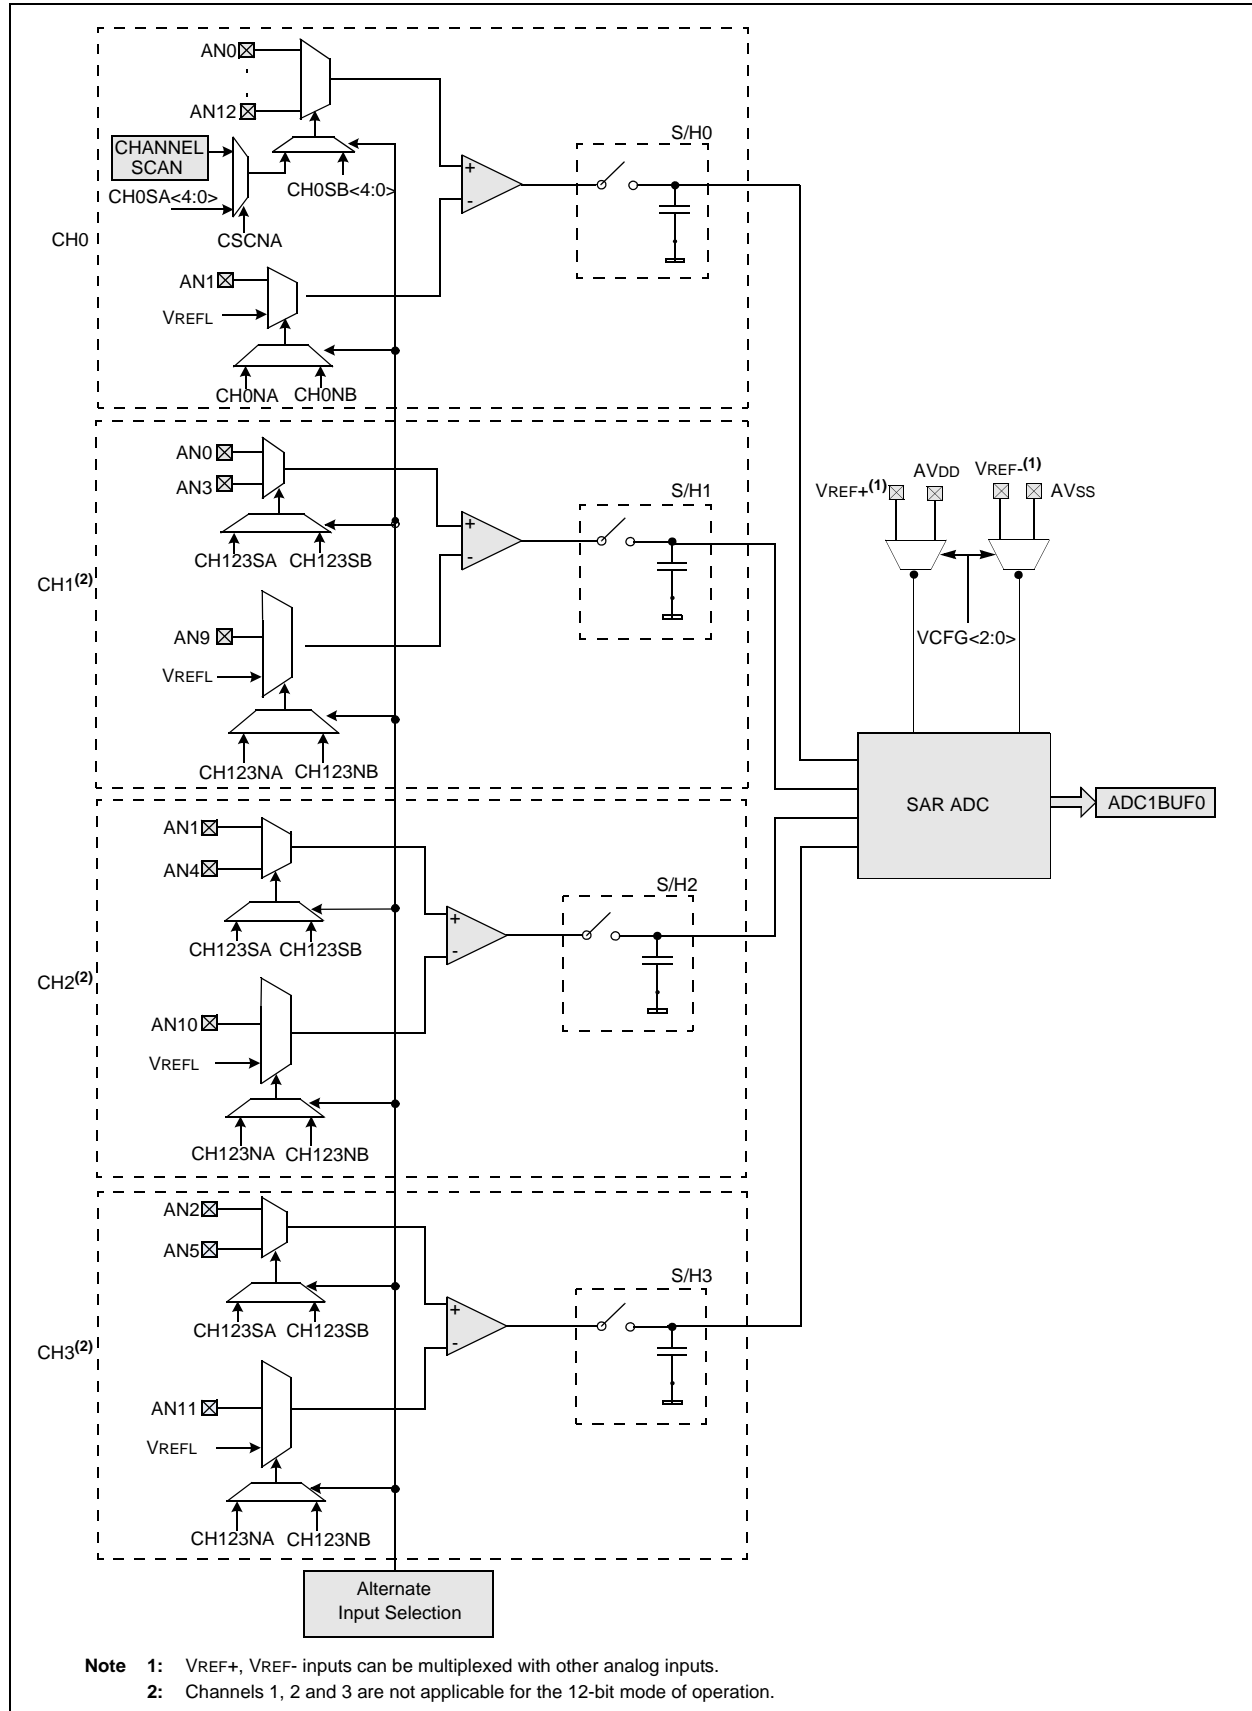 AN0
AN12
CHANNEL
SCAN
CH0SA<4:0>
CH0SB<4:0>
CSCNA
CH0
AN1
VREFL
CH0NA CH0NB
+
-
S/H0
AN0
AN3
CH123SA CH123SB
CH1(2)
AN9
VREFL
CH123NA CH123NB
+
-
S/H1
VREF+(1)
AVDD
VREF-(1)
AVSS
VCFG<2:0>
SAR ADC
ADC1BUF0
AN1
AN4
CH123SA CH123SB
CH2(2)
AN10
VREFL
CH123NA CH123NB
+
-
S/H2
AN2
AN5
CH123SA CH123SB
CH3(2)
AN11
VREFL
CH123NA CH123NB
+
-
S/H3
Alternate
Input Selection
Note 1: VREF+, VREF- inputs can be multiplexed with other analog inputs.
2: Channels 1, 2 and 3 are not applicable for the 12-bit mode of operation.